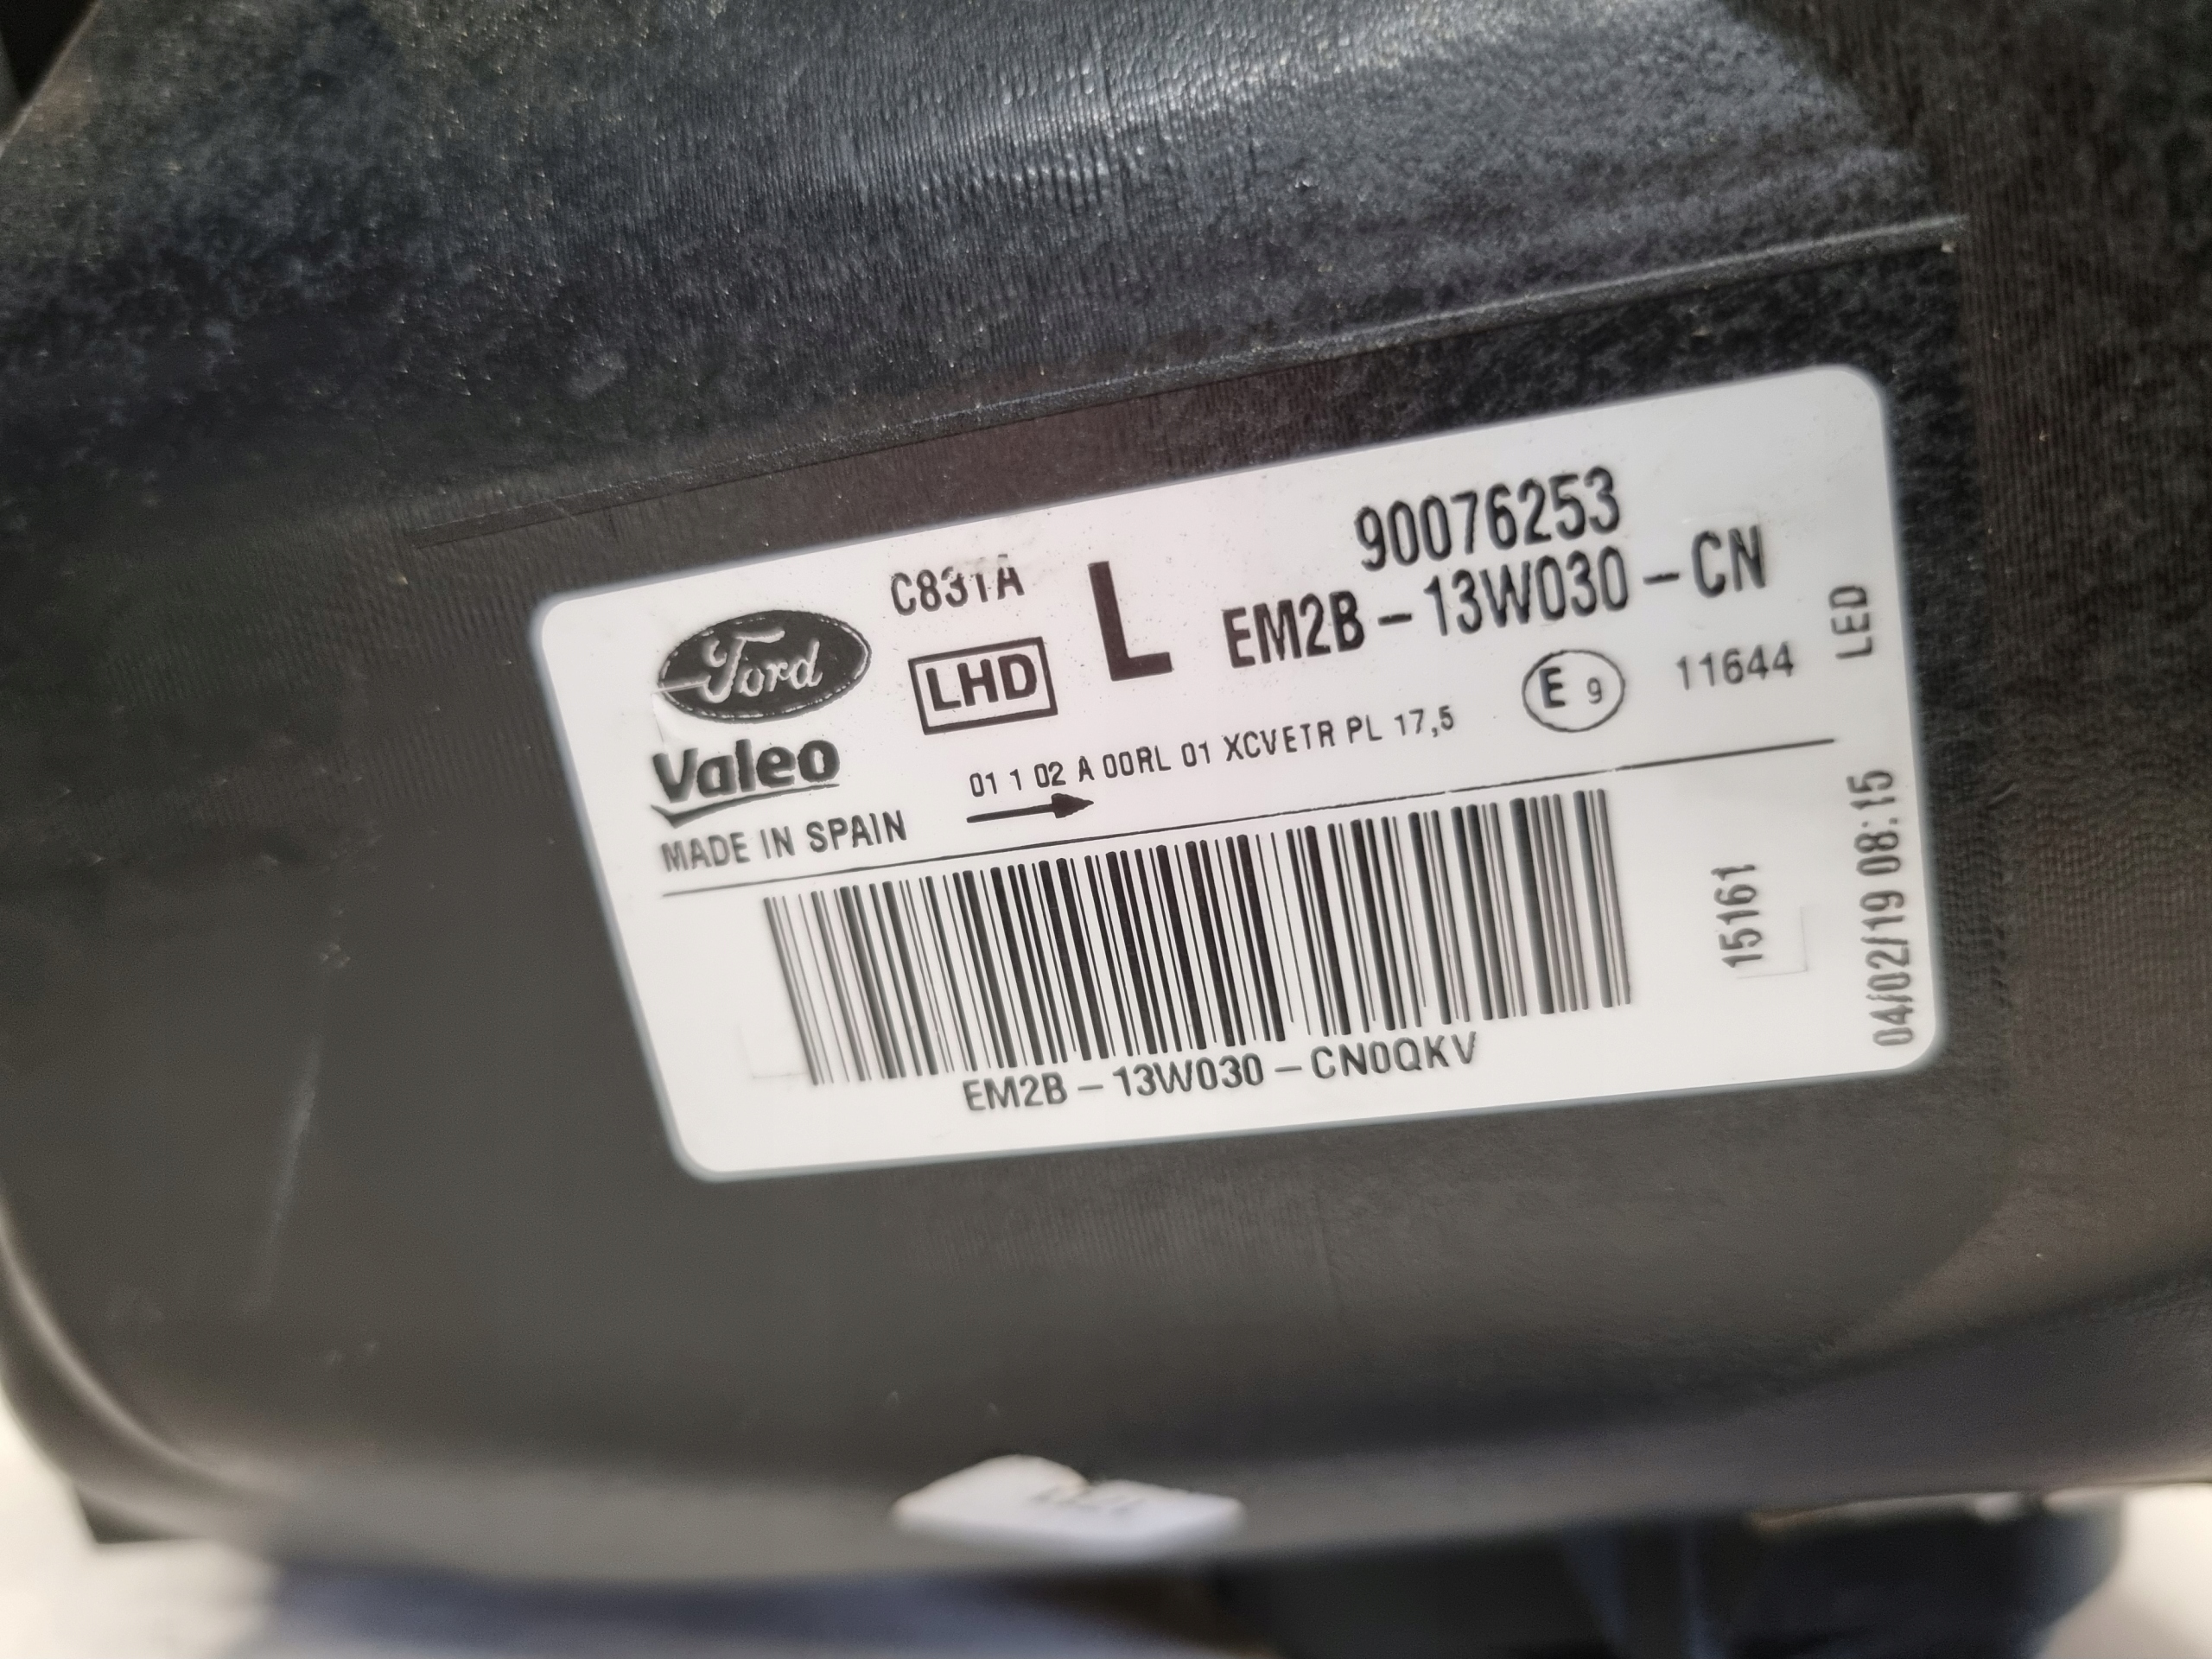 90076253
C831A
Ford
LHD
L
EM2B-13W030-CN
Valeo
01 1 02 A 00RL 01 XCVETR PL 17,5
E 9
11644
LED
MADE IN SPAIN
15161
04/02/19 08:15
EM2B-13W030-CN0QKV